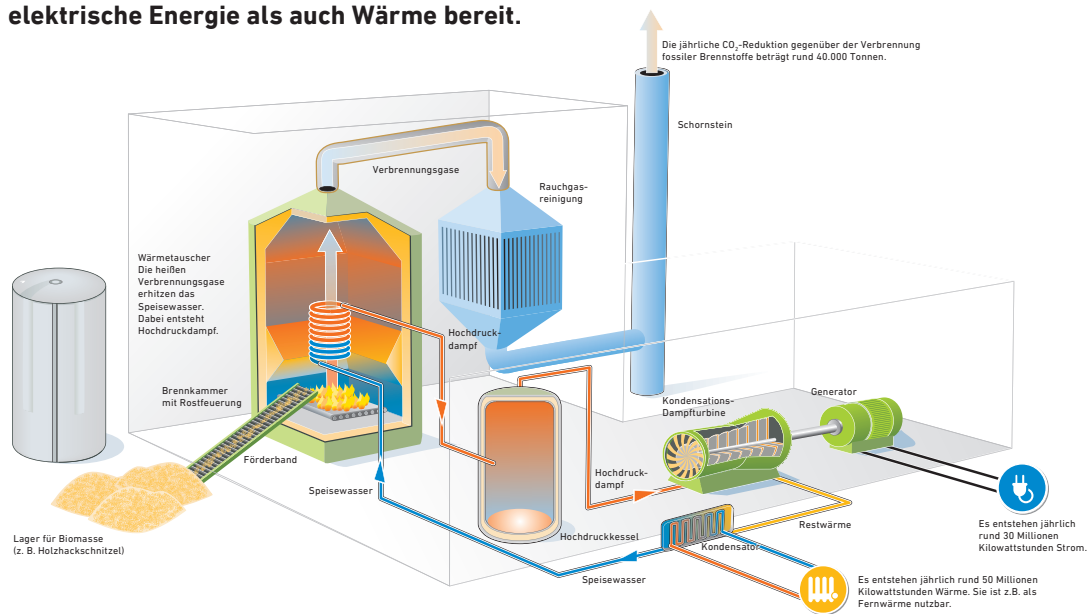 elektrische Energie als auch Wärme bereit.
Die jährliche CO₂-Reduktion gegenüber der Verbrennung
fossiler Brennstoffe beträgt rund 40.000 Tonnen.
Schornstein
Verbrennungsgase
Rauchgas-
reinigung
Wärmetauscher
Die heißen
Verbrennungsgase
erhitzen das
Speisewasser.
Dabei entsteht
Hochdruckdampf.
Hochdruck-
dampf
Brennkammer
mit Rostfeuerung
Kondensations-
Dampfturbine
Generator
Förderband
Speisewasser
Hochdruck-
dampf
Lager für Biomasse
(z. B. Holzhackschnitzel)
Hochdruckkessel
Kondensator
Restwärme
Es entstehen jährlich
rund 30 Millionen
Kilowattstunden Strom.
Speisewasser
Es entstehen jährlich rund 50 Millionen
Kilowattstunden Wärme. Sie ist z.B. als
Fernwärme nutzbar.